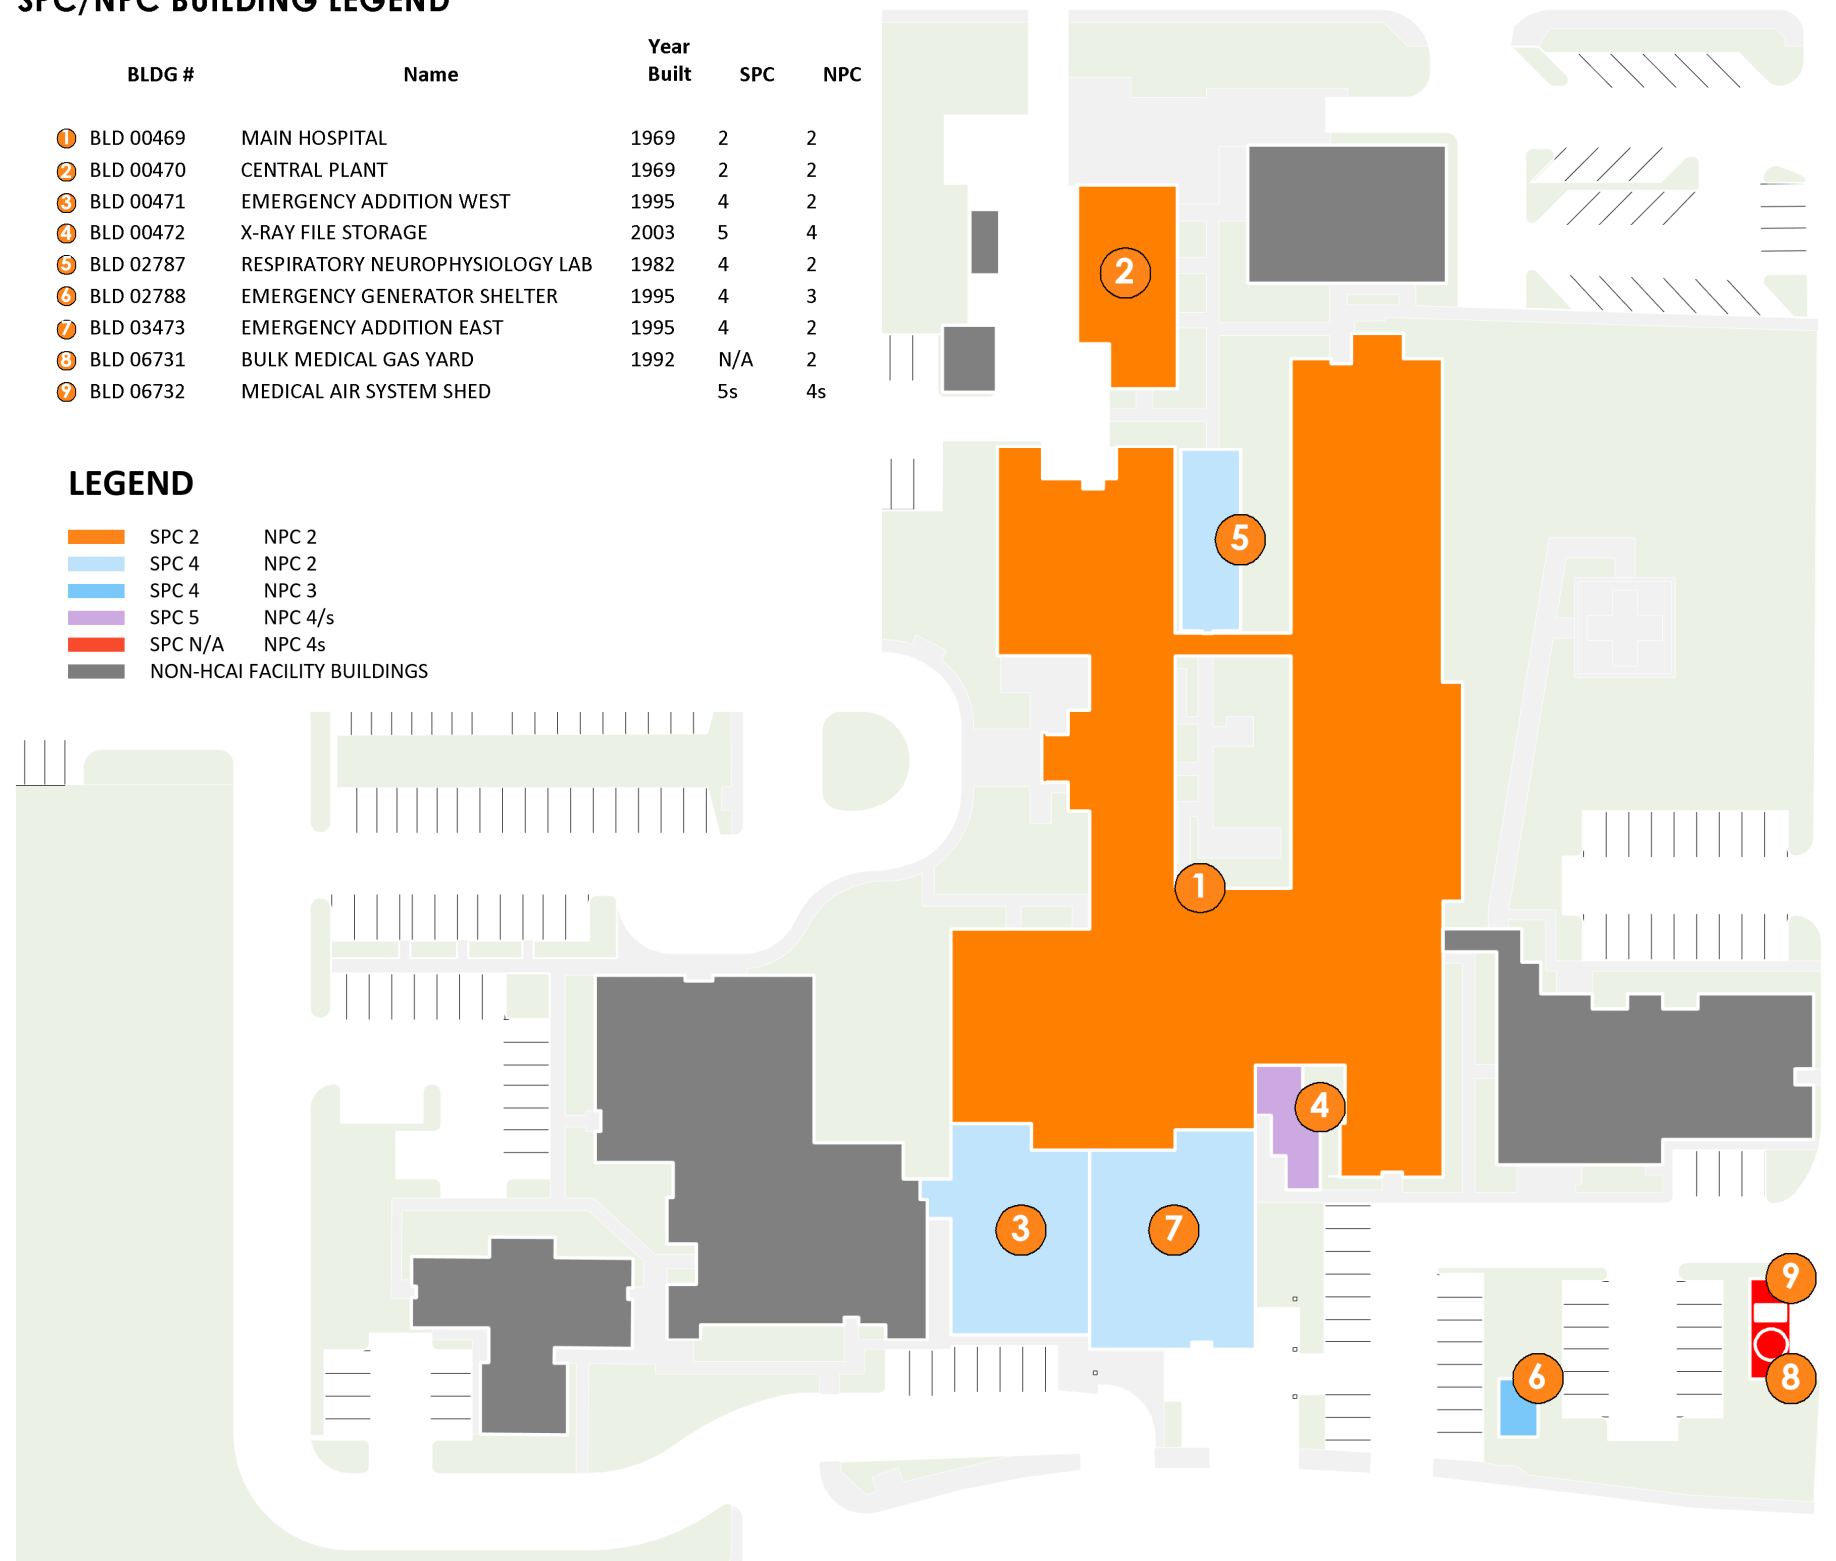 SPC/NPC BUILDING LEGEND
BLDG # Name Year Built SPC NPC
1 BLD 00469 MAIN HOSPITAL 1969 2 2
2 BLD 00470 CENTRAL PLANT 1969 2 2
3 BLD 00471 EMERGENCY ADDITION WEST 1995 4 2
4 BLD 00472 X-RAY FILE STORAGE 2003 5 4
5 BLD 02787 RESPIRATORY NEUROPHYSIOLOGY LAB 1982 4 2
6 BLD 02788 EMERGENCY GENERATOR SHELTER 1995 4 3
7 BLD 03473 EMERGENCY ADDITION EAST 1995 4 2
8 BLD 06731 BULK MEDICAL GAS YARD 1992 N/A 2
9 BLD 06732 MEDICAL AIR SYSTEM SHED 5s 4s
LEGEND
SPC 2 NPC 2
SPC 4 NPC 2
SPC 4 NPC 3
SPC 5 NPC 4/s
SPC N/A NPC 4s
NON-HCAI FACILITY BUILDINGS
2
5
1
4
3
7
9
6
8